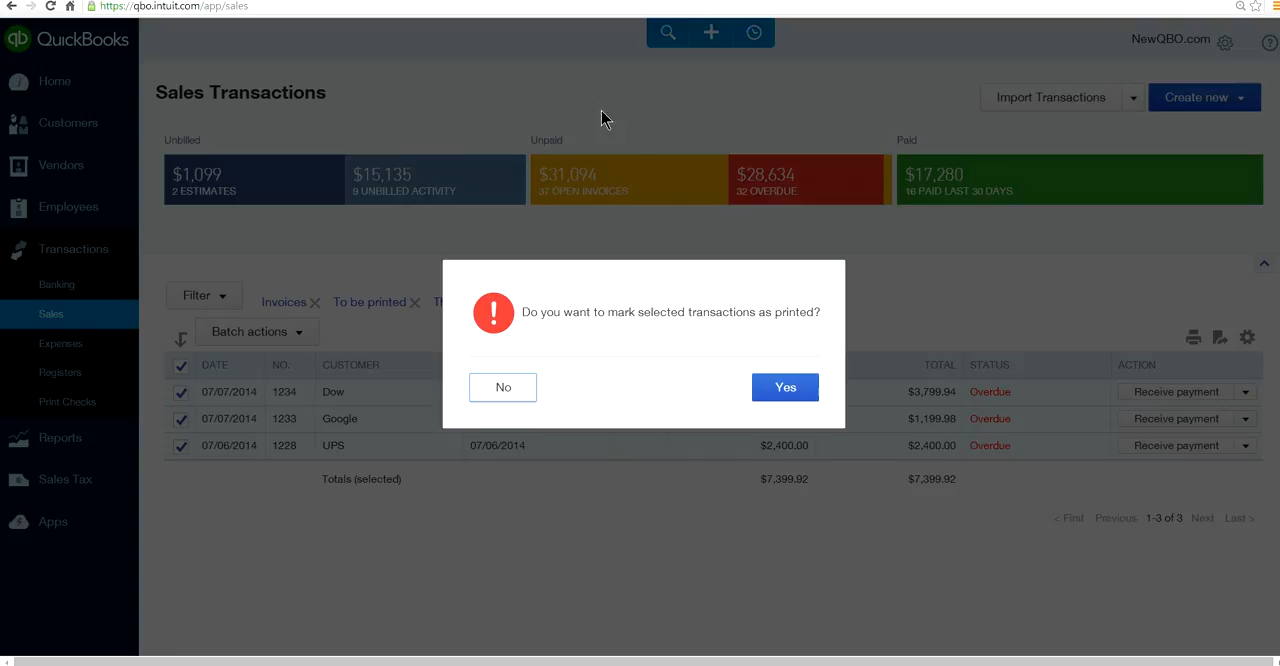 https://qbo.intuit.com/app/sales
qb QuickBooks
NewQBO.com
?
Home
Customers
Vendors
Employees
Transactions
Banking
Sales
Expenses
Registers
Print Checks
Reports
Sales Tax
Apps
Sales Transactions
Import Transactions
Create new
Unbilled
Unpaid
Paid
$1,099
2 ESTIMATES
$15,135
9 UNBILLED ACTIVITY
$31,094
37 OPEN INVOICES
$28,634
32 OVERDUE
$17,280
16 PAID LAST 30 DAYS
Filter
Invoices
To be printed
Batch actions
! Do you want to mark selected transactions as printed?
No
Yes
DATE NO. CUSTOMER TOTAL STATUS ACTION
07/07/2014 1234 Dow $3,799.94 Overdue Receive payment
07/07/2014 1233 Google $1,199.98 Overdue Receive payment
07/06/2014 1228 UPS 07/06/2014 $2,400.00 $2,400.00 Overdue Receive payment
Totals (selected) $7,399.92 $7,399.92
< First Previous 1-3 of 3 Next Last >